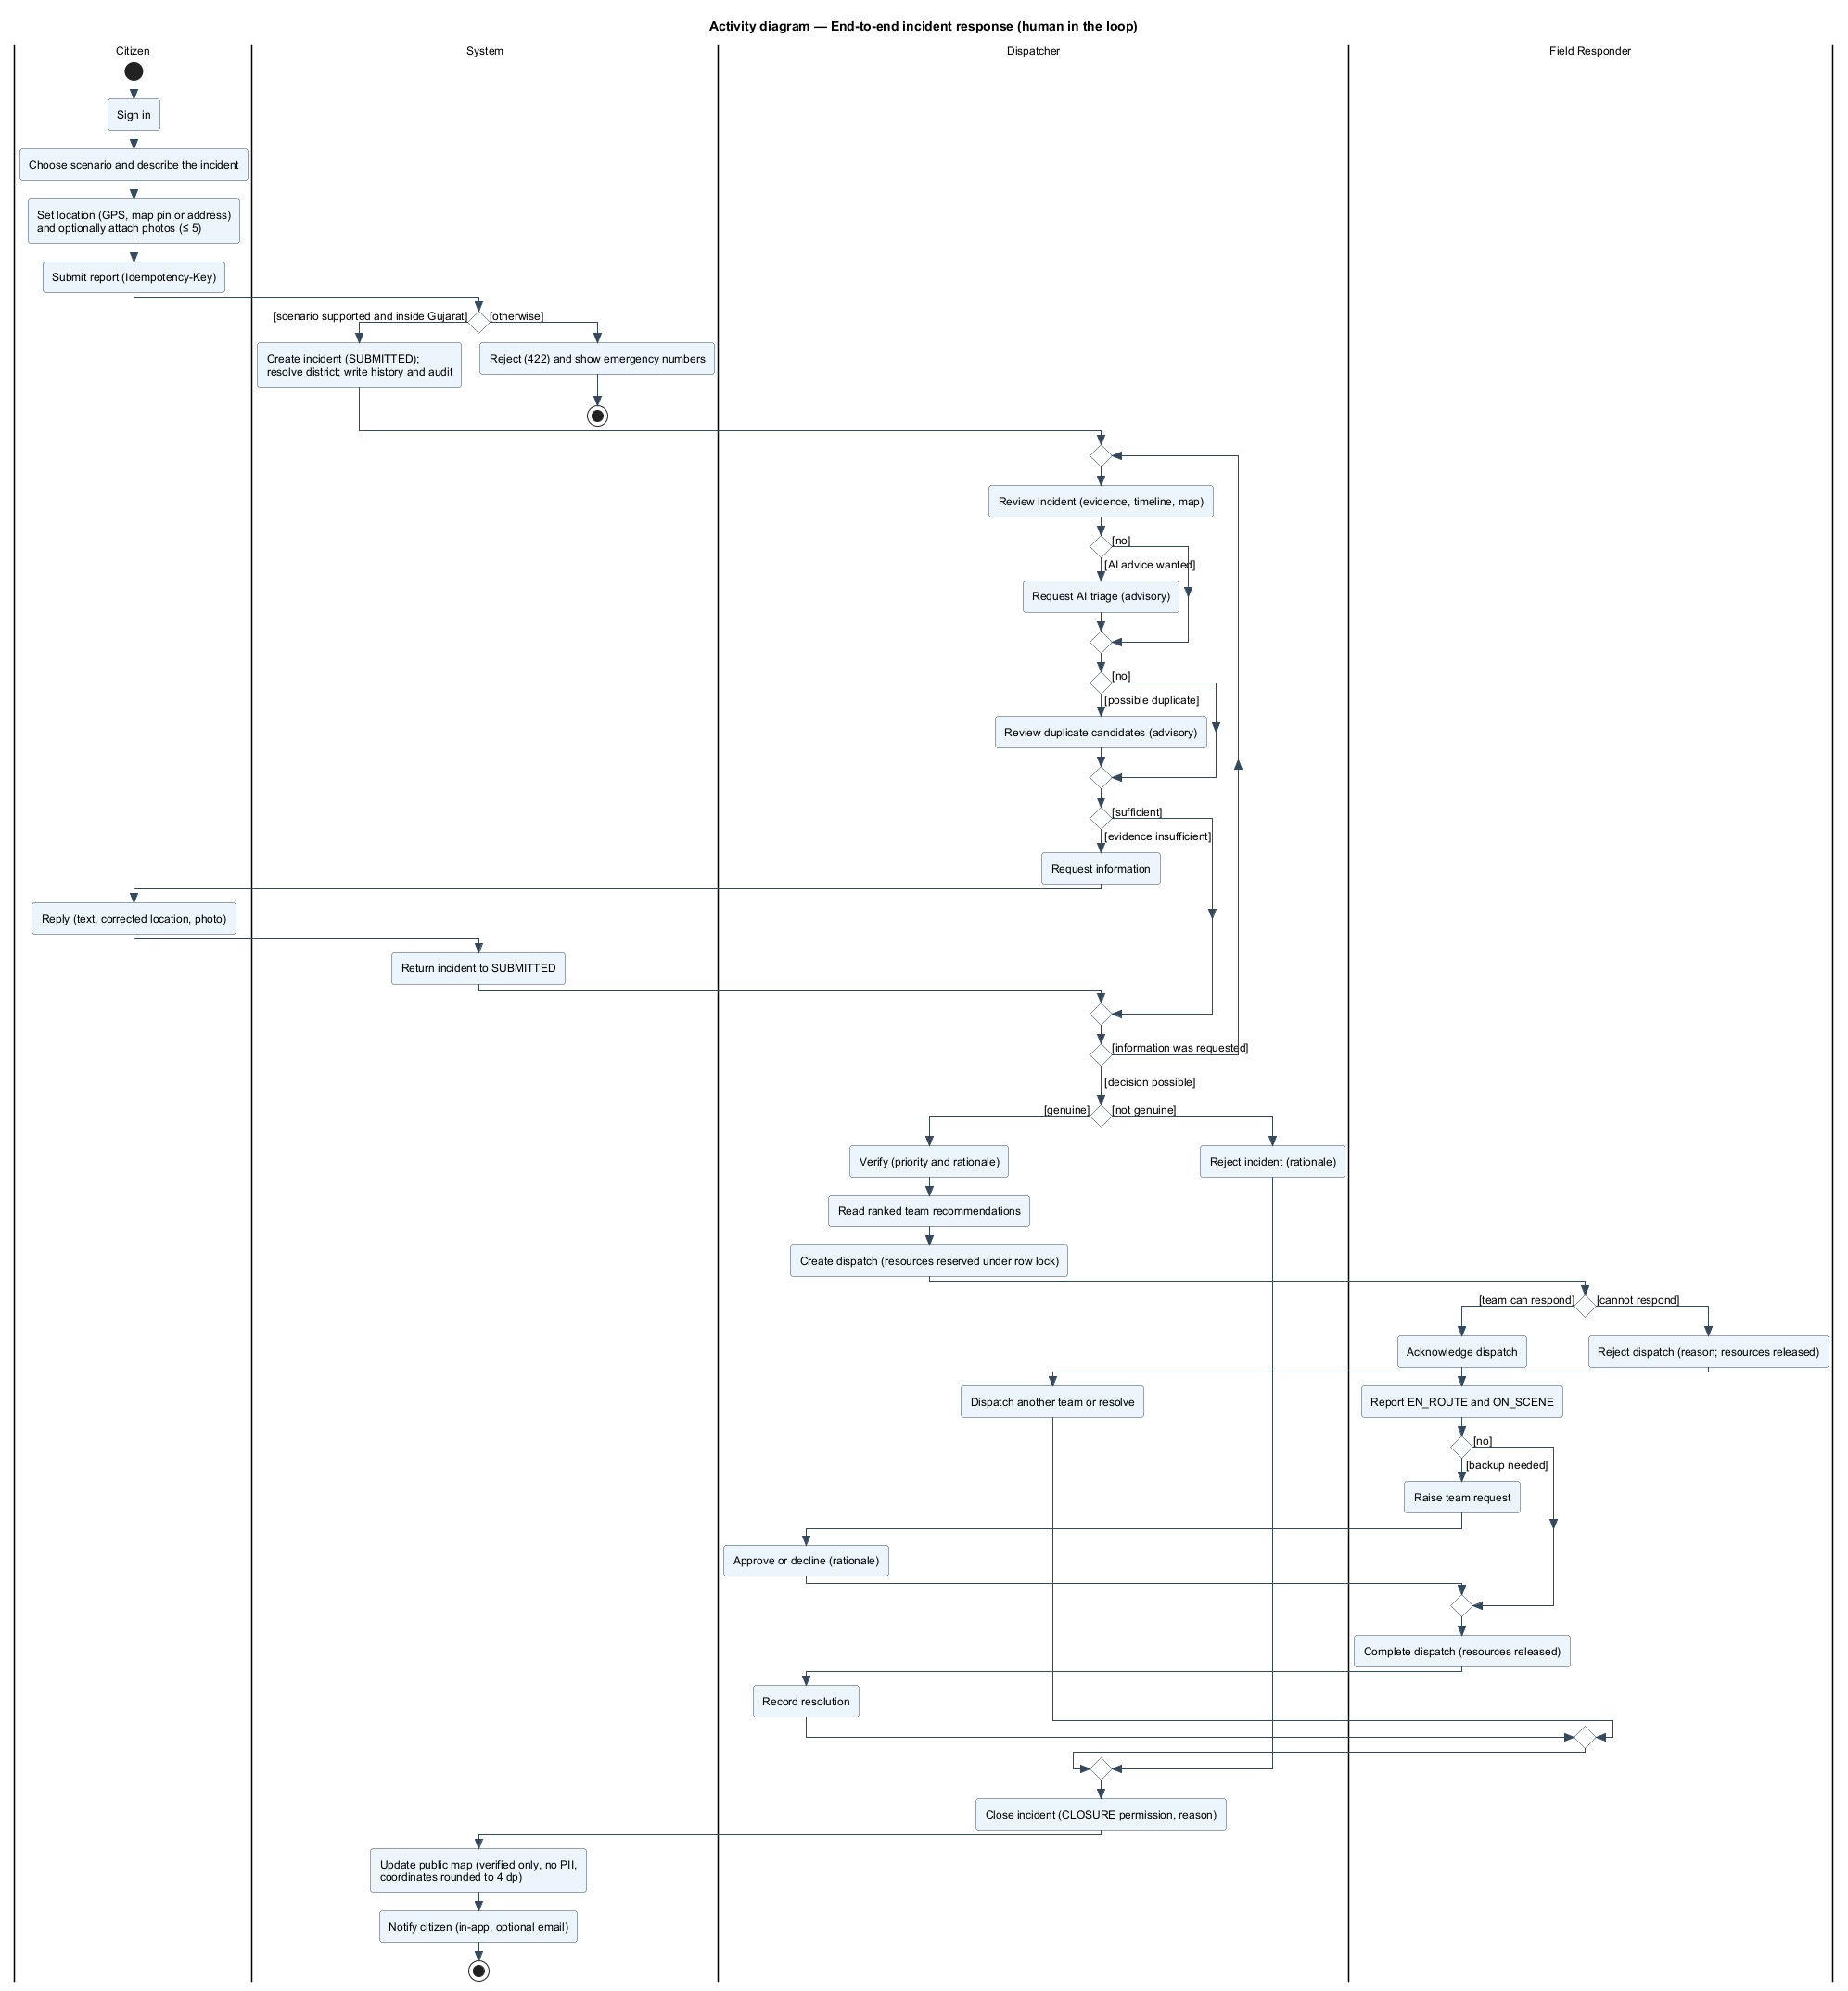 Activity diagram — End-to-end incident response (human in the loop)
Citizen
System
Dispatcher
Field Responder
Sign in
Choose scenario and describe the incident
Set location (GPS, map pin or address)
and optionally attach photos (≤ 5)
Submit report (Idempotency-Key)
[scenario supported and inside Gujarat]
[otherwise]
Create incident (SUBMITTED);
resolve district; write history and audit
Reject (422) and show emergency numbers
Review incident (evidence, timeline, map)
[no]
[AI advice wanted]
Request AI triage (advisory)
[no]
[possible duplicate]
Review duplicate candidates (advisory)
[sufficient]
[evidence insufficient]
Request information
Reply (text, corrected location, photo)
Return incident to SUBMITTED
[information was requested]
[decision possible]
[genuine]
[not genuine]
Verify (priority and rationale)
Reject incident (rationale)
Read ranked team recommendations
Create dispatch (resources reserved under row lock)
[team can respond]
[cannot respond]
Acknowledge dispatch
Reject dispatch (reason; resources released)
Dispatch another team or resolve
Report EN_ROUTE and ON_SCENE
[no]
[backup needed]
Raise team request
Approve or decline (rationale)
Complete dispatch (resources released)
Record resolution
Close incident (CLOSURE permission, reason)
Update public map (verified only, no PII,
coordinates rounded to 4 dp)
Notify citizen (in-app, optional email)